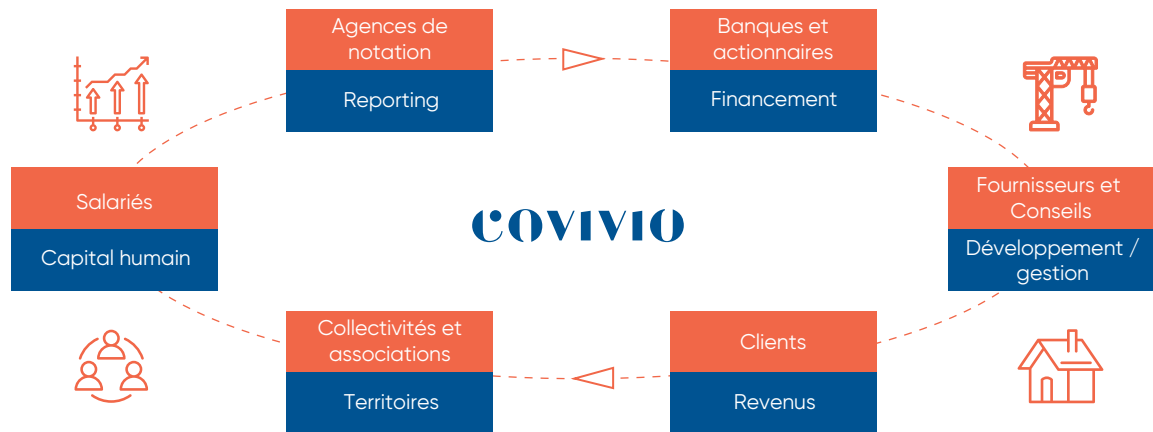 Agences de
notation
Reporting
Banques et
actionnaires
Financement
Salariés
Capital humain
COVIVIO
Fournisseurs et
Conseils
Développement /
gestion
Collectivités et
associations
Territoires
Clients
Revenus